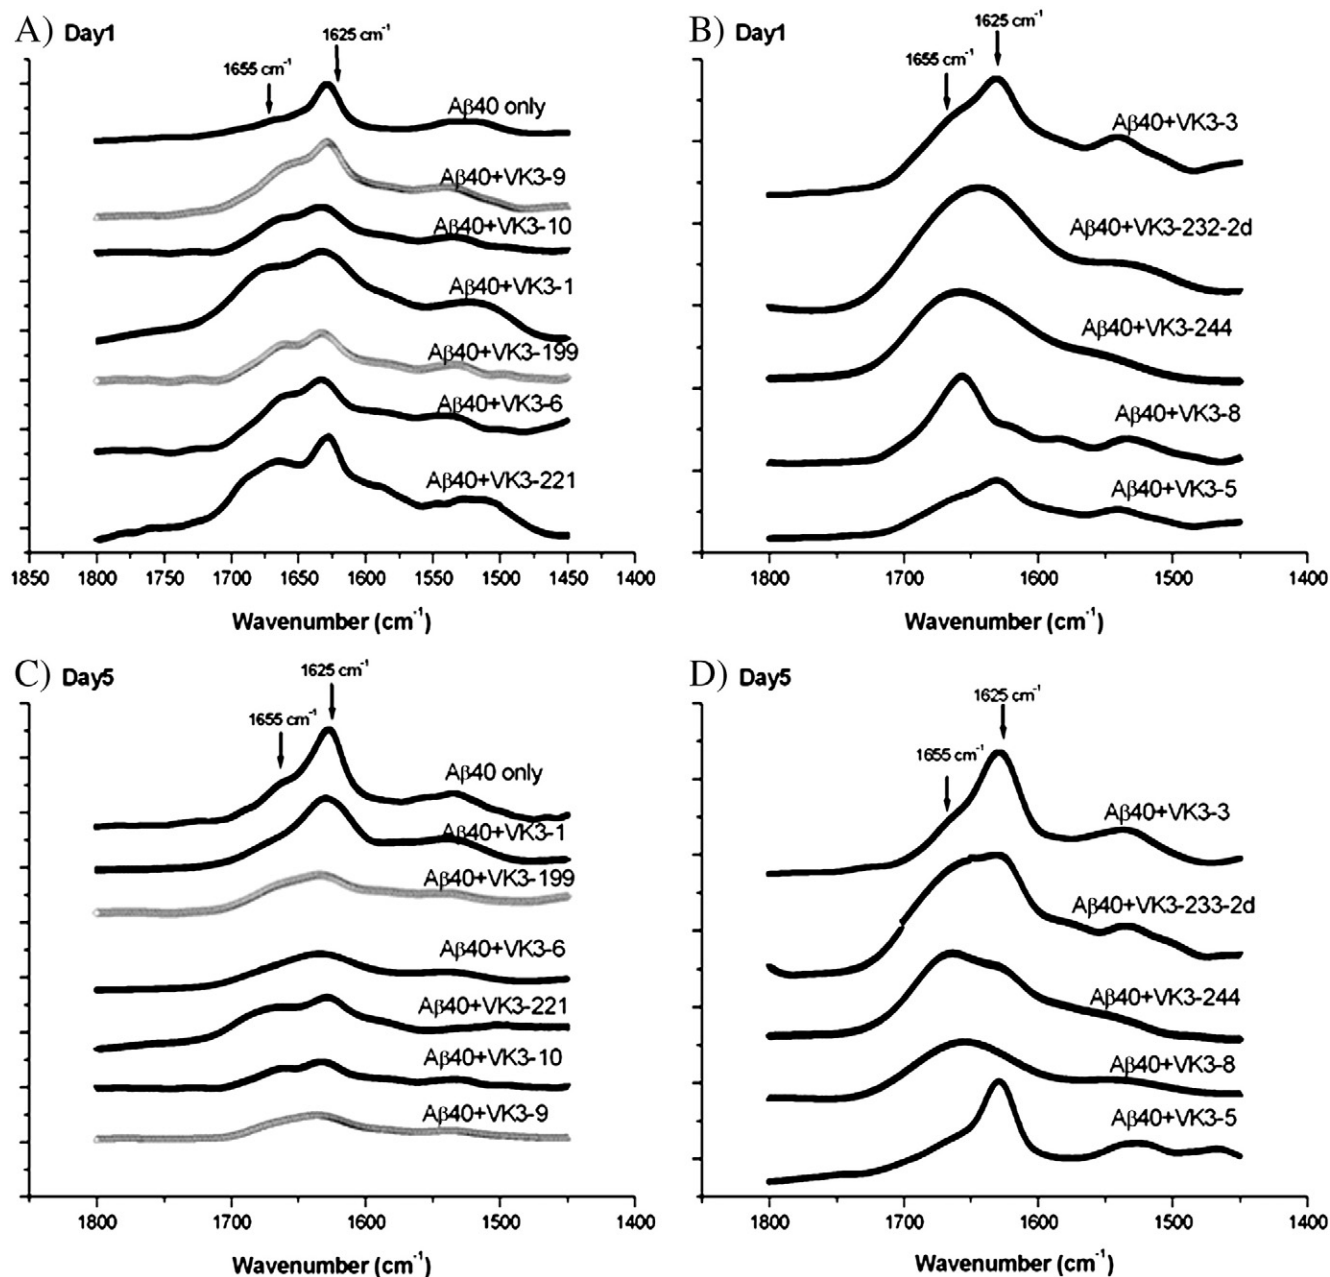 A) Day1
1625 cm⁻¹
1655 cm⁻¹
Aβ40 only
Aβ40+VK3-9
Aβ40+VK3-10
Aβ40+VK3-1
Aβ40+VK3-199
Aβ40+VK3-6
Aβ40+VK3-221
1850 1800 1750 1700 1650 1600 1550 1500 1450 1400
Wavenumber (cm⁻¹)
B) Day1
1625 cm⁻¹
1655 cm⁻¹
Aβ40+VK3-3
Aβ40+VK3-232-2d
Aβ40+VK3-244
Aβ40+VK3-8
Aβ40+VK3-5
1800 1700 1600 1500 1400
Wavenumber (cm⁻¹)
C) Day5
1625 cm⁻¹
1655 cm⁻¹
Aβ40 only
Aβ40+VK3-1
Aβ40+VK3-199
Aβ40+VK3-6
Aβ40+VK3-221
Aβ40+VK3-10
Aβ40+VK3-9
1800 1700 1600 1500 1400
Wavenumber (cm⁻¹)
D) Day5
1625 cm⁻¹
1655 cm⁻¹
Aβ40+VK3-3
Aβ40+VK3-233-2d
Aβ40+VK3-244
Aβ40+VK3-8
Aβ40+VK3-5
1800 1700 1600 1500 1400
Wavenumber (cm⁻¹)